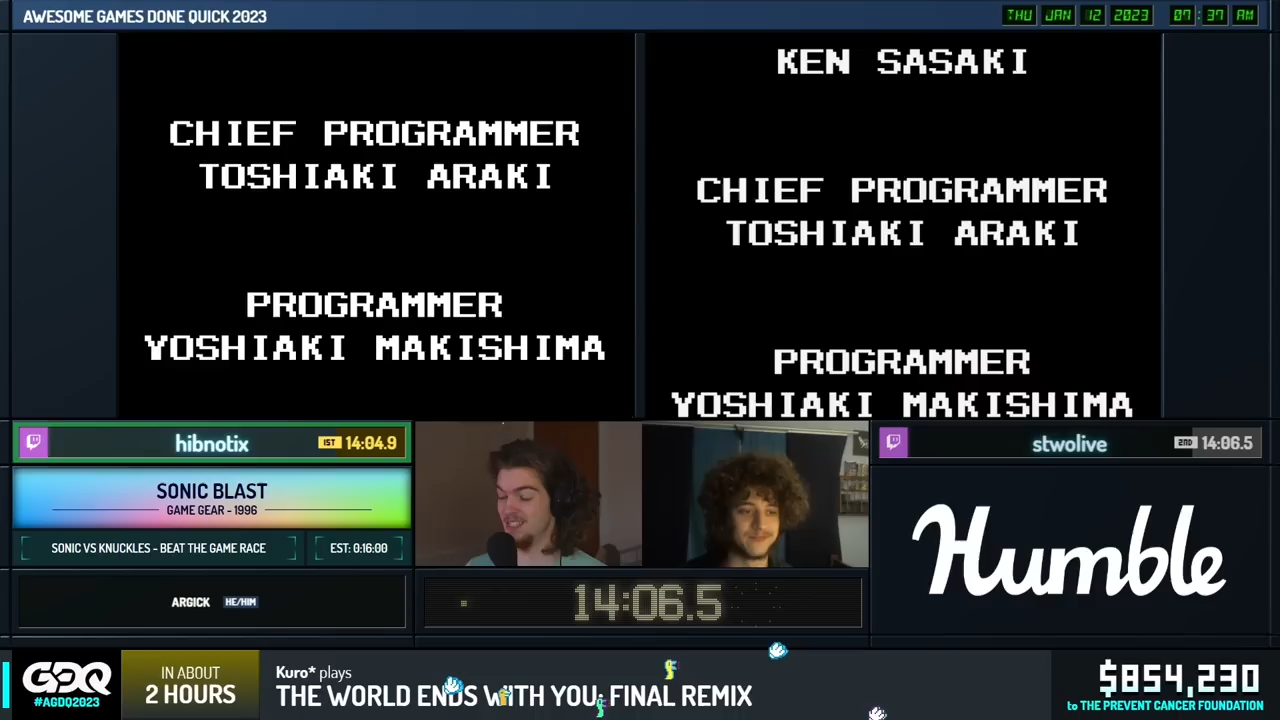 AWESOME GAMES DONE QUICK 2023
THU JAN 12 2023 07:37 AM
CHIEF PROGRAMMER
TOSHIAKI ARAKI
PROGRAMMER
YOSHIAKI MAKISHIMA
KEN SASAKI
CHIEF PROGRAMMER
TOSHIAKI ARAKI
PROGRAMMER
YOSHIAKI MAKISHIMA
hibnotix
1ST 14:04.9
stwolive
2ND 14:06.5
SONIC BLAST
GAME GEAR - 1996
SONIC VS KNUCKLES - BEAT THE GAME RACE
EST: 0:16:00
ARGICK HE/HIM
14:06.5
Humble
GDQ
#AGDQ2023
IN ABOUT
2 HOURS
Kuro* plays
THE WORLD ENDS WITH YOU: FINAL REMIX
$854,230
to THE PREVENT CANCER FOUNDATION